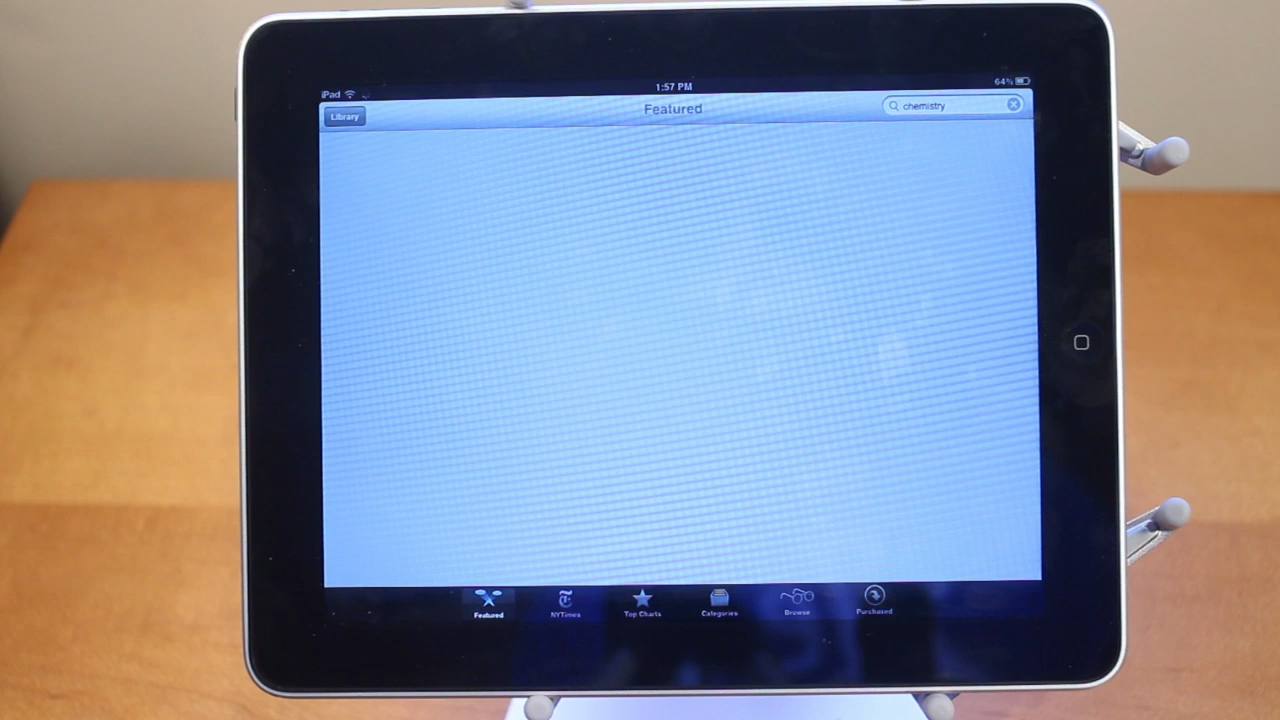 iPad 1:57 PM 64%
Library Featured chemistry
Featured NYTimes Top Charts Categories Browse Purchased